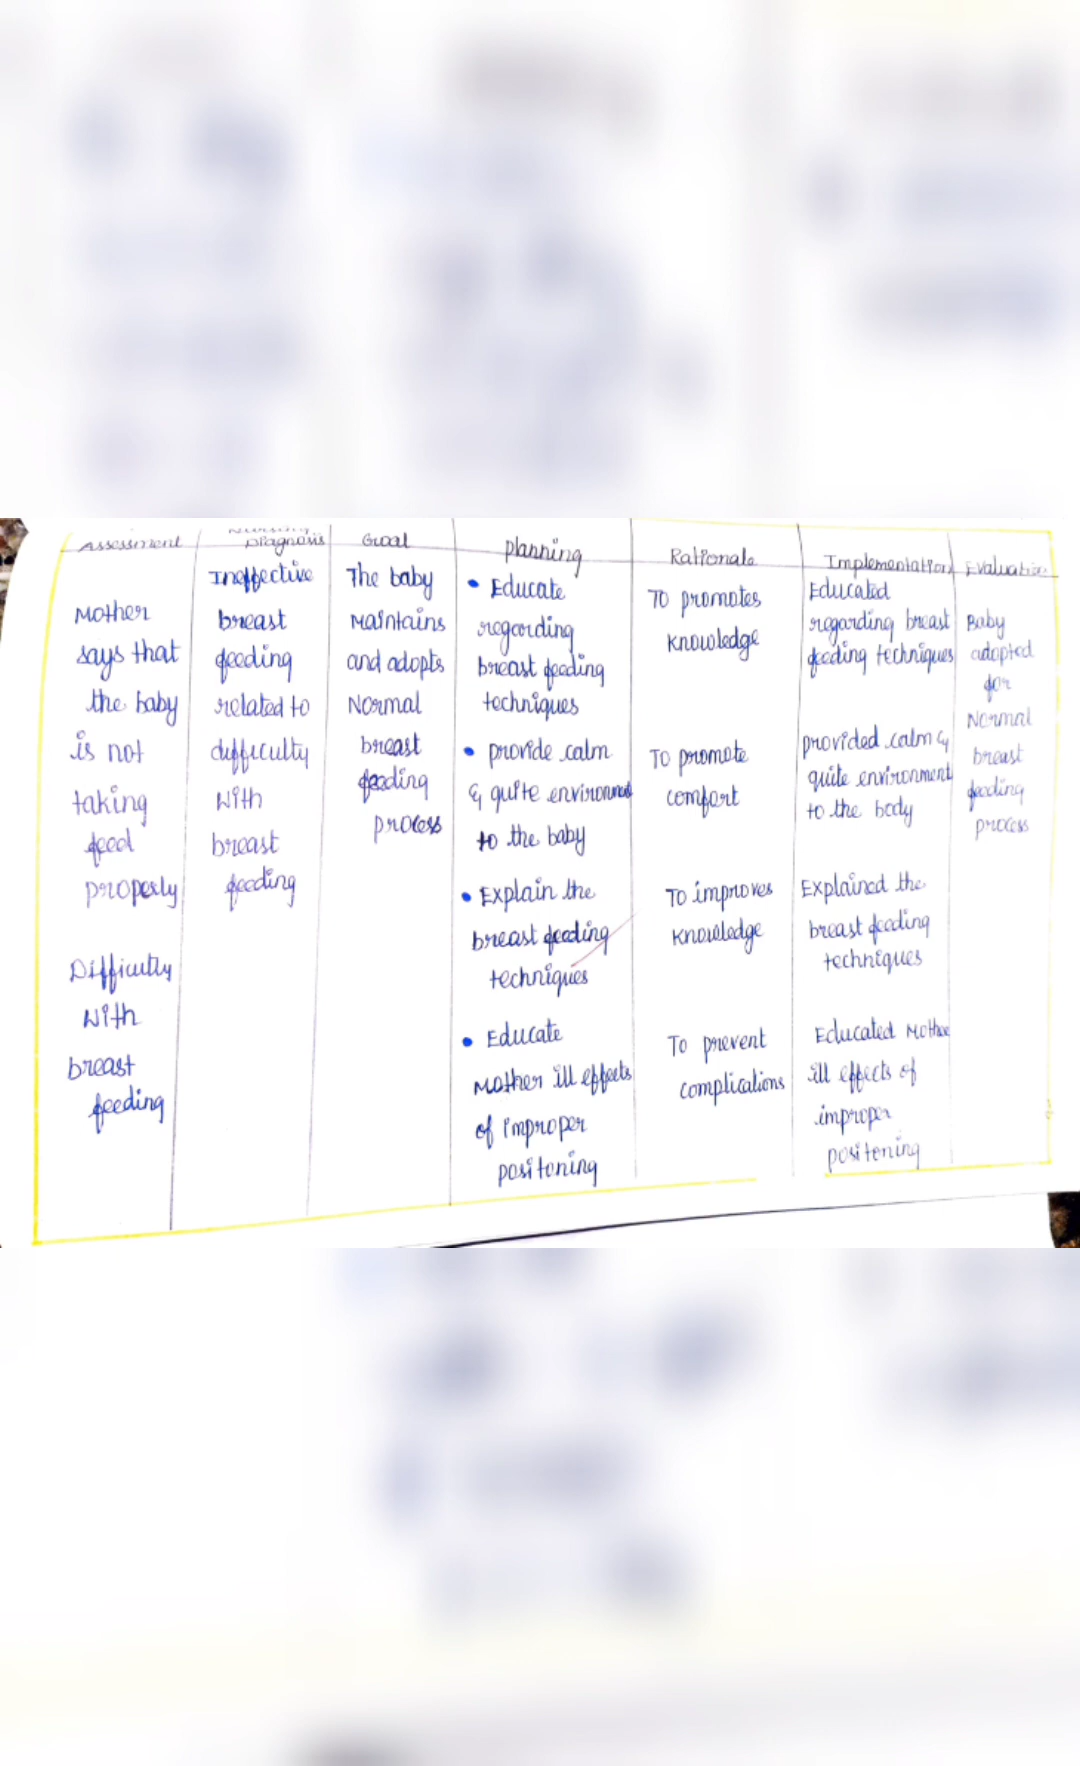 Assessment
Mother
says that
the baby
is not
taking
feed
properly
Difficutly
With
breast
feeding
Nursing
Diagnosis
Ineffective
breast
feeding
related to
difficulty
with
breast
feeding
Goal
The baby
Maintains
and adopts
Normal
breast
feeding
process
planning
• Educate
regarding
breast feeding
techniques
• provide calm
& quite environment
to the baby
• Explain the
breast feeding
techniques
• Educate
Mother ill effects
of improper
positening
Rationale
To promotes
Knowledge
To promote
comfort
To improves
Knowledge
To prevent
complications
Implementation
Educated
regarding breast
feeding techniques
provided calm &
quite environment
to the body
Explained the
breast feeding
techniques
Educated Mother
ill effects of
improper
positening
Evaluation
Baby
adopted
for
Normal
breast
feeding
process